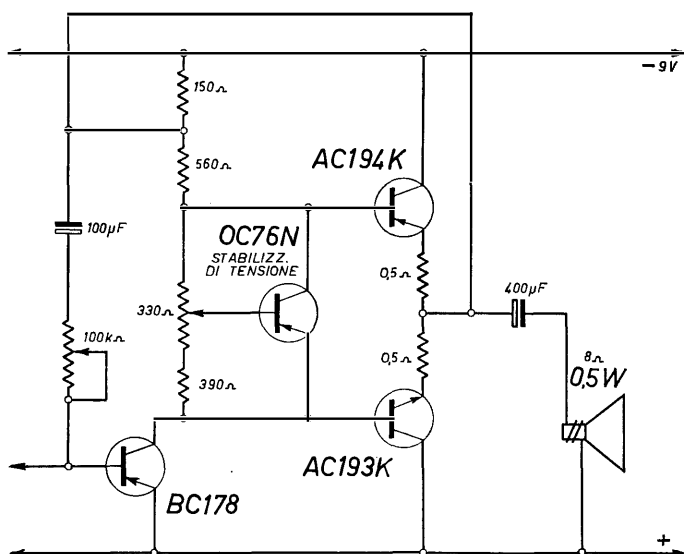 −9V
150Ω
560Ω
AC194K
100µF
OC76N
STABILIZZ.
DI TENSIONE
0,5Ω
400µF
330Ω
100kΩ
0,5Ω
8Ω
0,5W
390Ω
AC193K
BC178
+